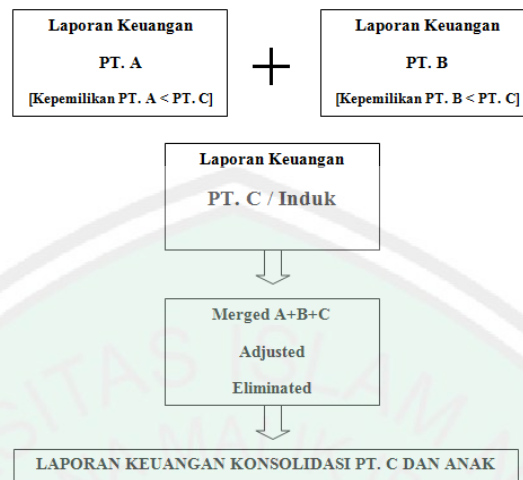 Laporan Keuangan
PT. A
[Kepemilikan PT. A < PT. C]
+
Laporan Keuangan
PT. B
[Kepemilikan PT. B < PT. C]
Laporan Keuangan
PT. C / Induk
Merged A+B+C
Adjusted
Eliminated
LAPORAN KEUANGAN KONSOLIDASI PT. C DAN ANAK